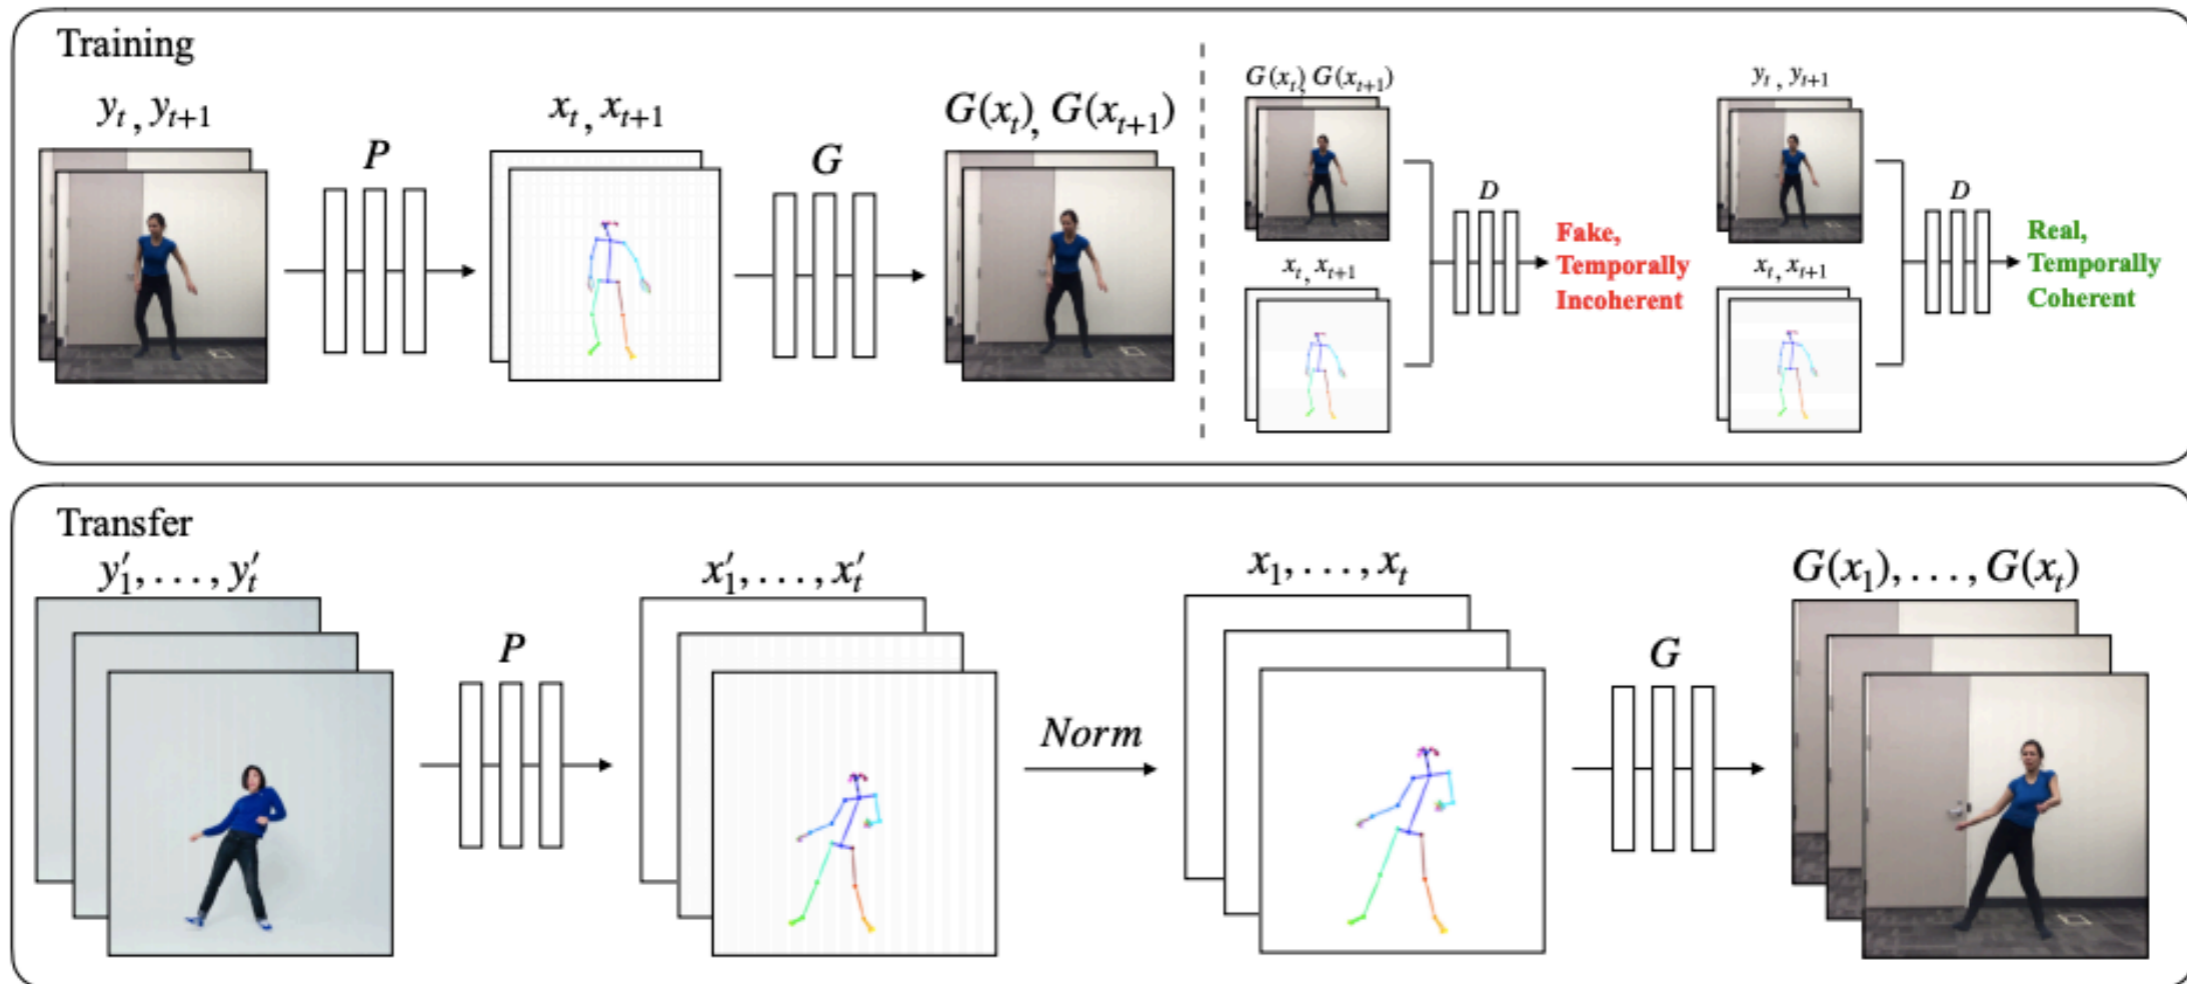 Training
y_t, y_{t+1}
P
x_t, x_{t+1}
G
G(x_t), G(x_{t+1})
G(x_t) G(x_{t+1})
x_t, x_{t+1}
D
Fake,
Temporally
Incoherent
y_t, y_{t+1}
x_t, x_{t+1}
D
Real,
Temporally
Coherent
Transfer
y'_1, . . . , y'_t
P
x'_1, . . . , x'_t
Norm
x_1, . . . , x_t
G
G(x_1), . . . , G(x_t)